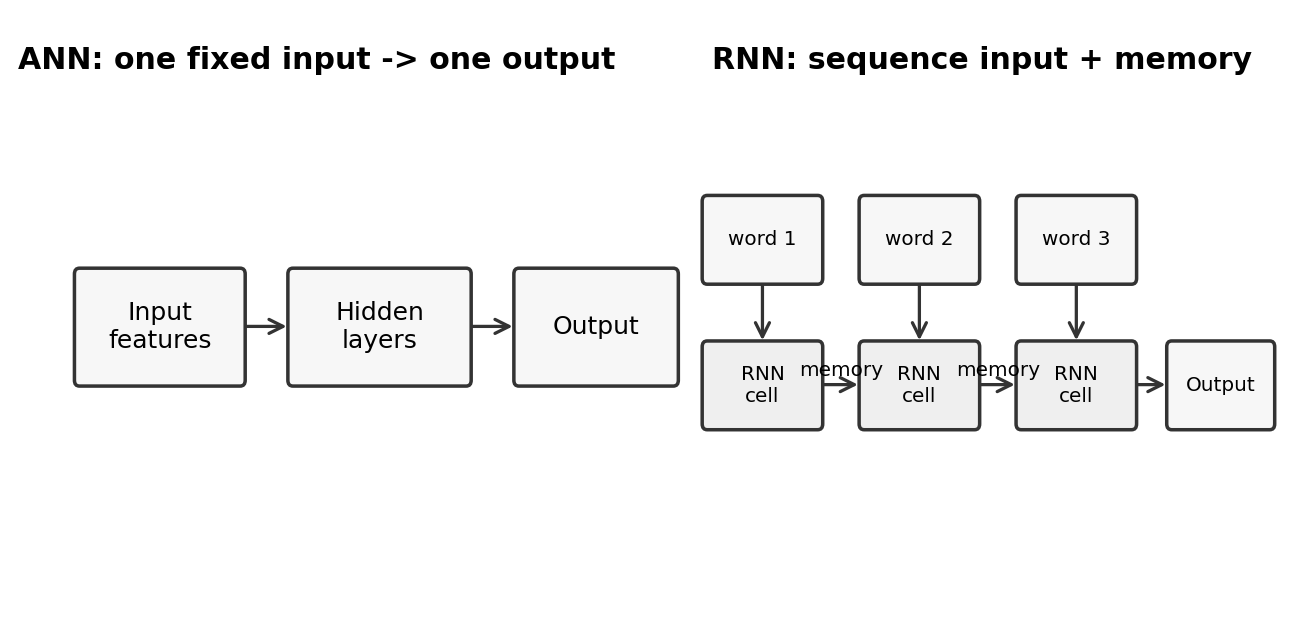 ANN: one fixed input -> one output
Input
features
Hidden
layers
Output
RNN: sequence input + memory
word 1
word 2
word 3
RNN
cell
memory
RNN
cell
memory
RNN
cell
Output